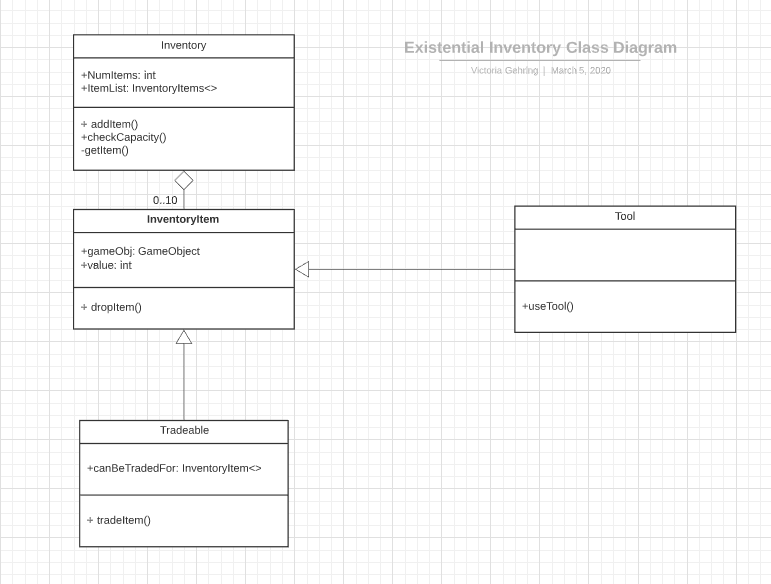 Existential Inventory Class Diagram
Victoria Gehring | March 5, 2020
Inventory
+NumItems: int
+ItemList: InventoryItems<>
+ addItem()
+checkCapacity()
-getItem()
0..10
InventoryItem
+gameObj: GameObject
+value: int
+ dropItem()
Tool
+useTool()
Tradeable
+canBeTradedFor: InventoryItem<>
+ tradeItem()